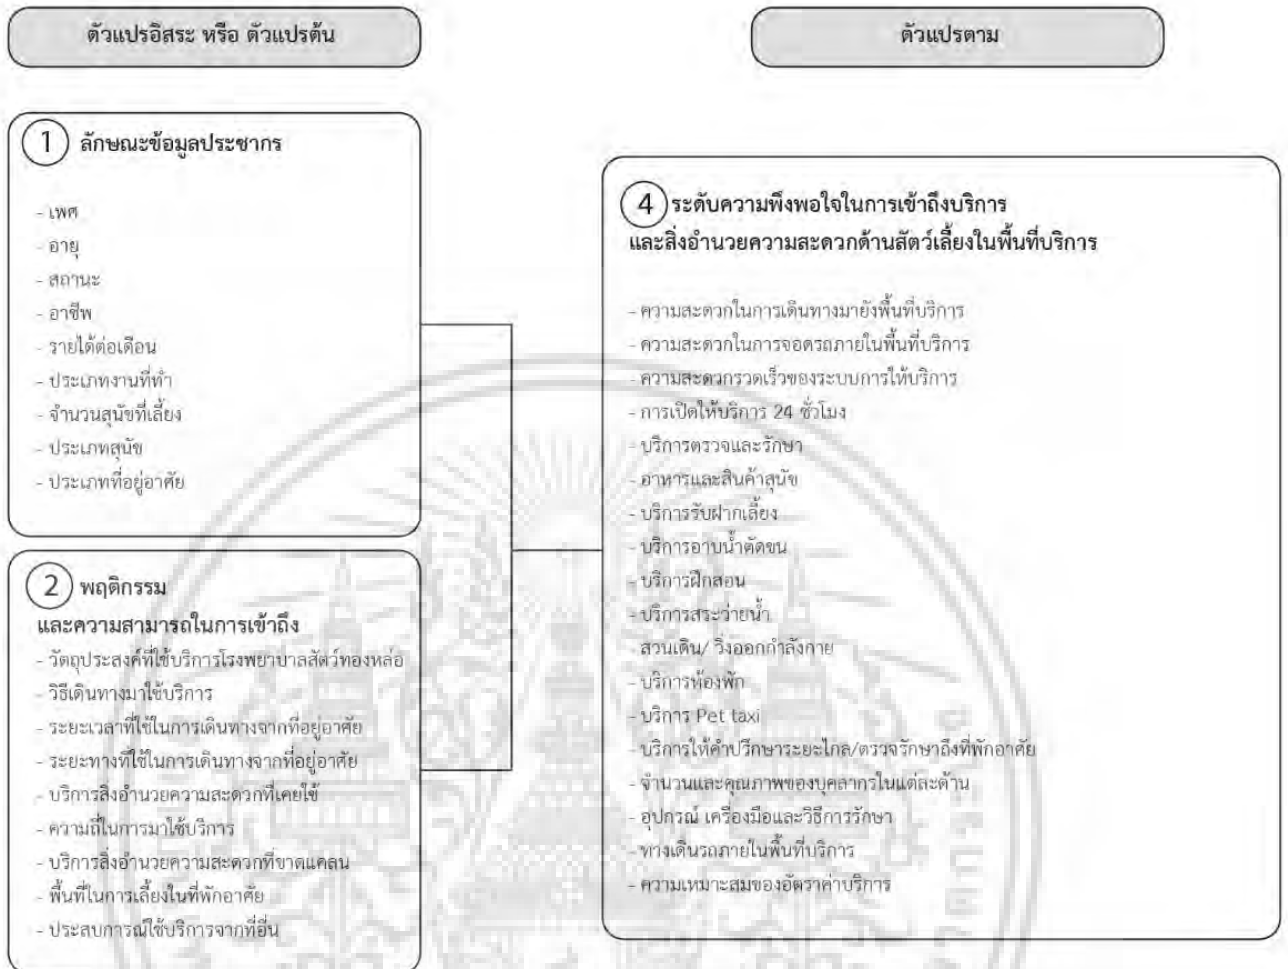 ตัวแปรอิสระ หรือ ตัวแปรต้น
ตัวแปรตาม
1 ลักษณะข้อมูลประชากร
- เพศ
- อายุ
- สถานะ
- อาชีพ
- รายได้ต่อเดือน
- ประเภทงานที่ทำ
- จำนวนสุนัขที่เลี้ยง
- ประเภทสุนัข
- ประเภทที่อยู่อาศัย
2 พฤติกรรม
และความสามารถในการเข้าถึง
- วัตถุประสงค์ที่ใช้บริการโรงพยาบาลสัตว์ทองหล่อ
- วิธีเดินทางมาใช้บริการ
- ระยะเวลาที่ใช้ในการเดินทางจากที่อยู่อาศัย
- ระยะทางที่ใช้ในการเดินทางจากที่อยู่อาศัย
- บริการสิ่งอำนวยความสะดวกที่เคยใช้
- ความถี่ในการมาใช้บริการ
- บริการสิ่งอำนวยความสะดวกที่ขาดแคลน
- พื้นที่ในการเลี้ยงในที่พักอาศัย
- ประสบการณ์ใช้บริการจากที่อื่น
4 ระดับความพึงพอใจในการเข้าถึงบริการ
และสิ่งอำนวยความสะดวกด้านสัตว์เลี้ยงในพื้นที่บริการ
- ความสะดวกในการเดินทางมายังพื้นที่บริการ
- ความสะดวกในการจอดรถภายในพื้นที่บริการ
- ความสะดวกรวดเร็วของระบบการให้บริการ
- การเปิดให้บริการ 24 ชั่วโมง
- บริการตรวจและรักษา
- อาหารและสินค้าสุนัข
- บริการรับฝากเลี้ยง
- บริการอาบน้ำตัดขน
- บริการฝึกสอน
- บริการสระว่ายน้ำ
- สวนเดิน/ วิ่งออกกำลังกาย
- บริการห้องพัก
- บริการ Pet taxi
- บริการให้คำปรึกษาระยะไกล/ตรวจรักษาถึงที่พักอาศัย
- จำนวนและคุณภาพของบุคลากรในแต่ละด้าน
- อุปกรณ์ เครื่องมือและวิธีการรักษา
- ทางเดินรถภายในพื้นที่บริการ
- ความเหมาะสมของอัตราค่าบริการ